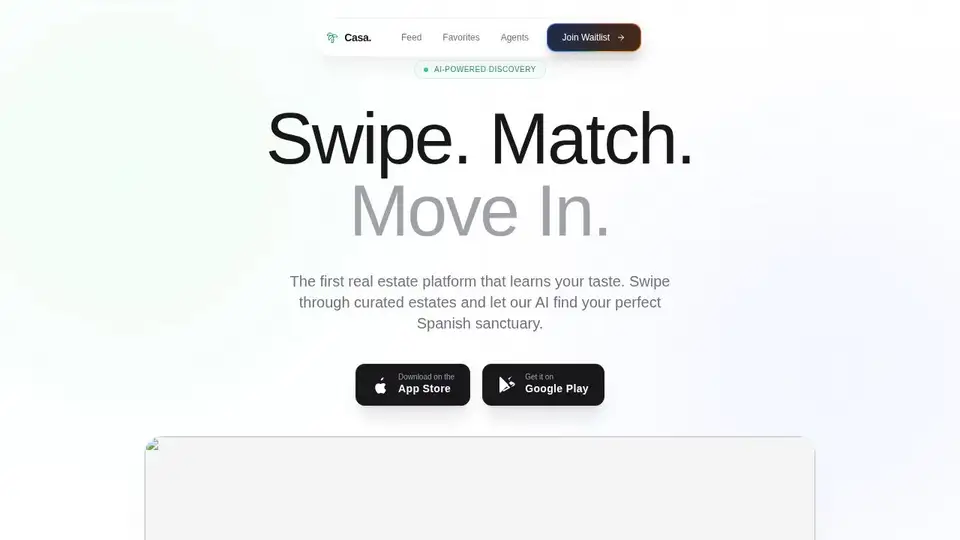 Casa.
Feed
Favorites
Agents
Join Waitlist
AI-POWERED DISCOVERY
Swipe. Match.
Move In.
The first real estate platform that learns your taste. Swipe
through curated estates and let our AI find your perfect
Spanish sanctuary.
Download on the
App Store
Get it on
Google Play